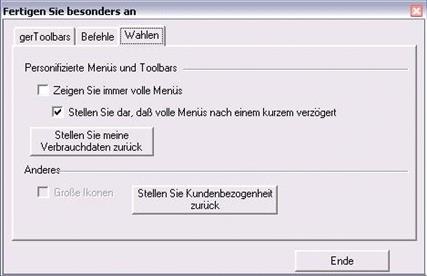 Fertigen Sie besonders an
gerToolbars Befehle Wahlen
Personifizierte Menüs und Toolbars
Zeigen Sie immer volle Menüs
Stellen Sie dar, daß volle Menüs nach einem kurzem verzögert
Stellen Sie meine
Verbrauchdaten zurück
Anderes
Große Ikonen
Stellen Sie Kundenbezogenheit
zurück
Ende